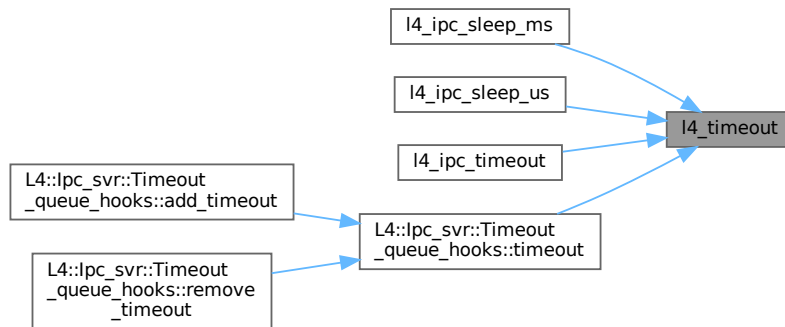 l4_ipc_sleep_ms
l4_ipc_sleep_us
l4_timeout
l4_ipc_timeout
L4::Ipc_svr::Timeout
_queue_hooks::add_timeout
L4::Ipc_svr::Timeout
_queue_hooks::timeout
L4::Ipc_svr::Timeout
_queue_hooks::remove
_timeout